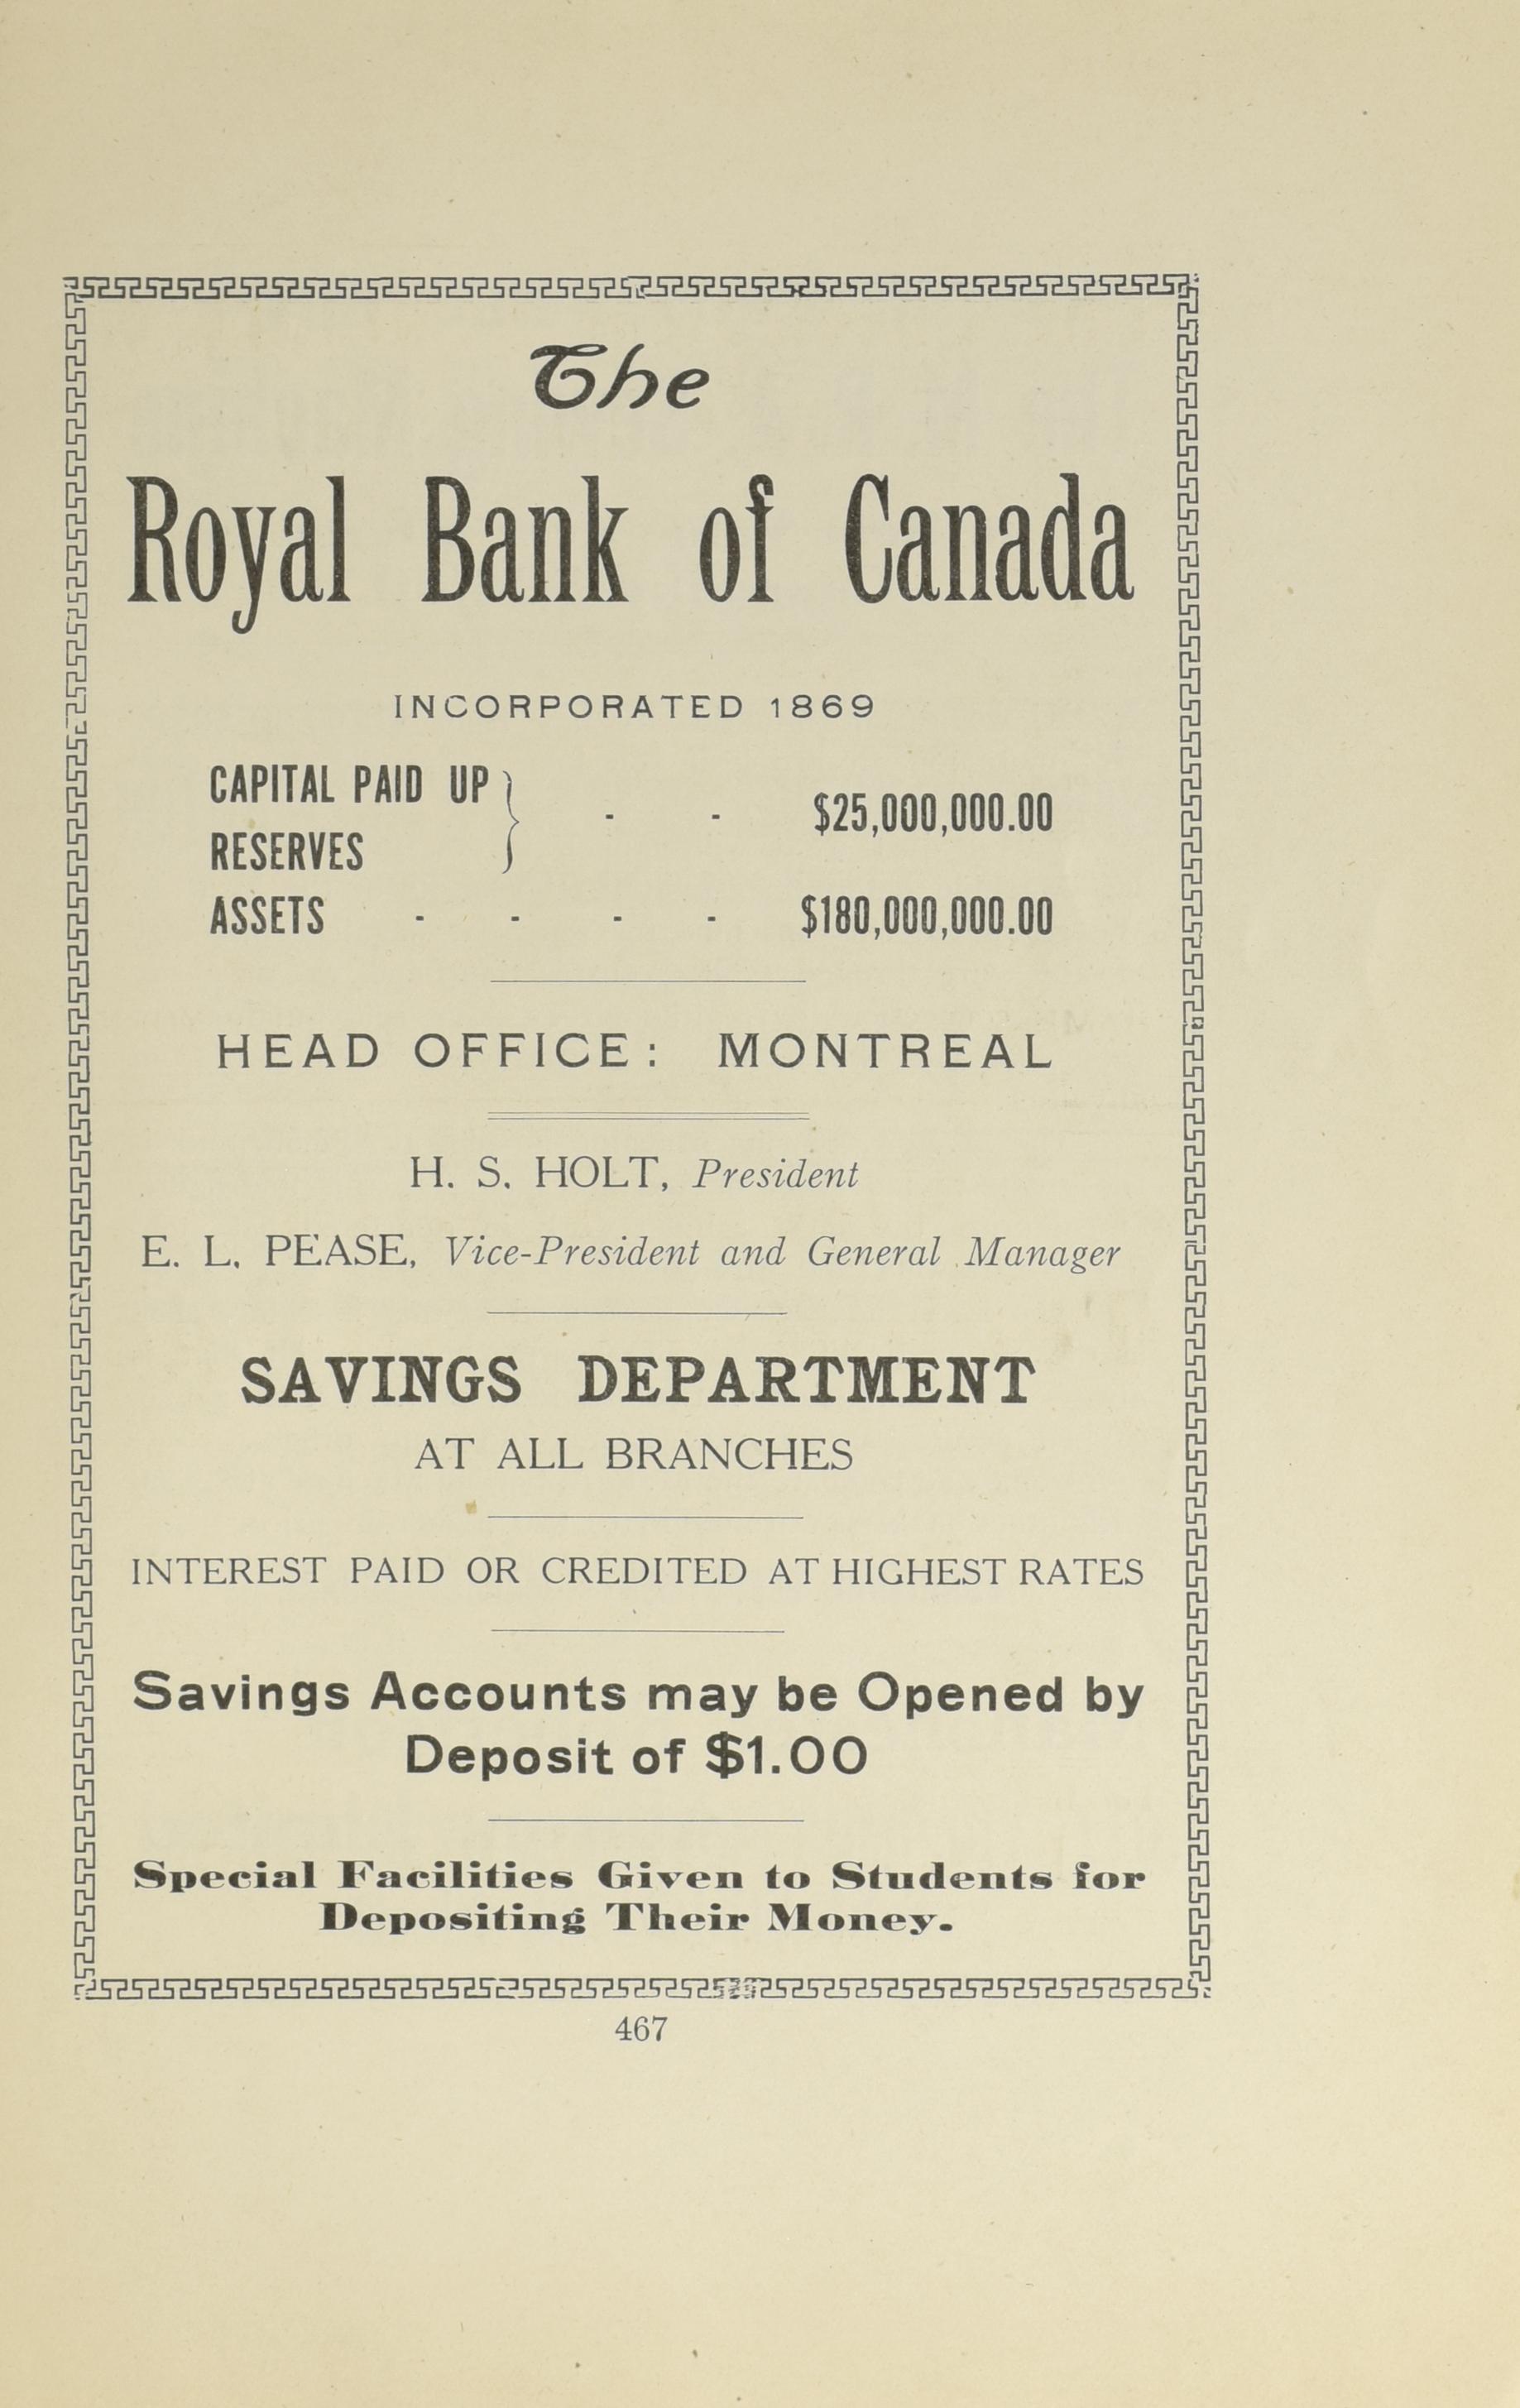 The
Royal Bank of Canada
INCORPORATED 1869
CAPITAL PAID UP
RESERVES } - - $25,000,000.00
ASSETS - - - - $180,000,000.00
HEAD OFFICE: MONTREAL
H. S. HOLT, President
E. L. PEASE, Vice-President and General Manager
SAVINGS DEPARTMENT
AT ALL BRANCHES
INTEREST PAID OR CREDITED AT HIGHEST RATES
Savings Accounts may be Opened by
Deposit of $1.00
Special Facilities Given to Students for
Depositing Their Money.
467